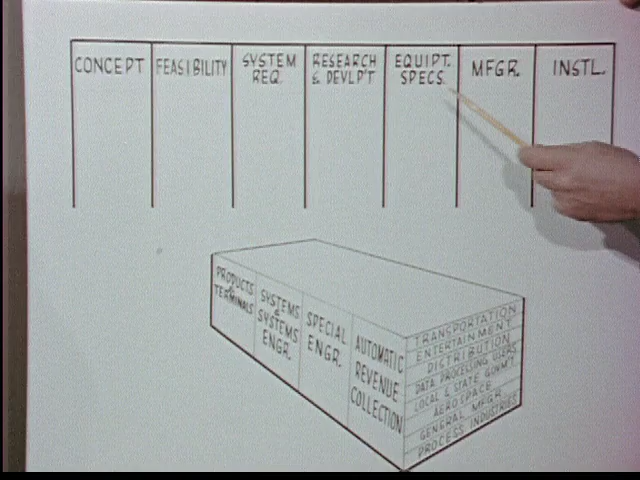 CONCEPT
FEASIBILITY
SYSTEM
REQ.
RESEARCH
& DEVLP'T
EQUIPT.
SPECS.
MFGR.
INSTL.
PRODUCTS
&
TERMINALS
SYSTEMS
&
SYSTEMS
ENGR.
SPECIAL
ENGR.
AUTOMATIC
REVENUE
COLLECTION
TRANSPORTATION
ENTERTAINMENT
DISTRIBUTION
DATA PROCESSING USERS
LOCAL & STATE GOVM'T
AEROSPACE
GENERAL MFGR.
PROCESS INDUSTRIES